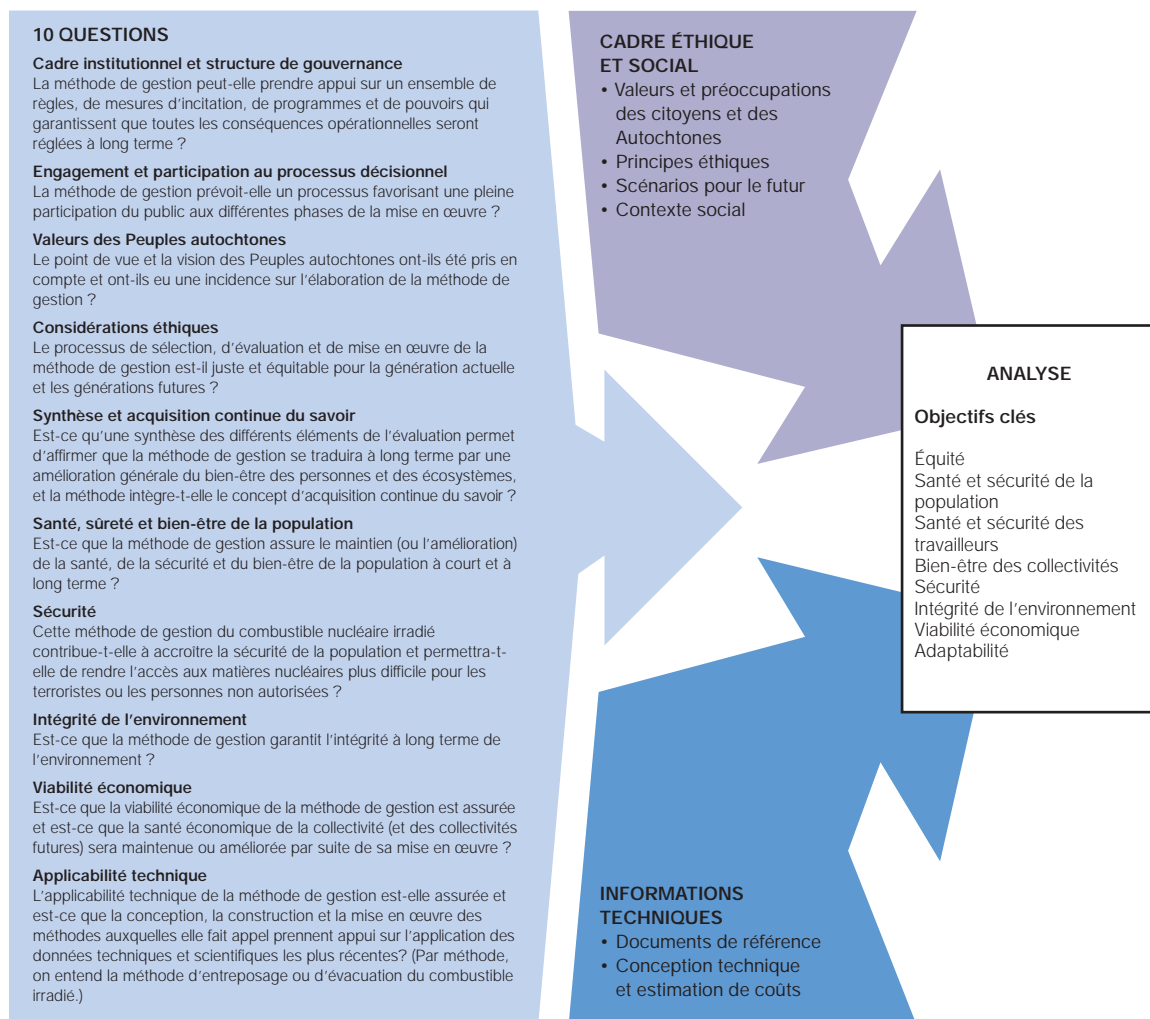 10 QUESTIONS
Cadre institutionnel et structure de gouvernance
La méthode de gestion peut-elle prendre appui sur un ensemble de
règles, de mesures d'incitation, de programmes et de pouvoirs qui
garantissent que toutes les conséquences opérationnelles seront
réglées à long terme ?
Engagement et participation au processus décisionnel
La méthode de gestion prévoit-elle un processus favorisant une pleine
participation du public aux différentes phases de la mise en œuvre ?
Valeurs des Peuples autochtones
Le point de vue et la vision des Peuples autochtones ont-ils été pris en
compte et ont-ils eu une incidence sur l'élaboration de la méthode de
gestion ?
Considérations éthiques
Le processus de sélection, d'évaluation et de mise en œuvre de la
méthode de gestion est-il juste et équitable pour la génération actuelle
et les générations futures ?
Synthèse et acquisition continue du savoir
Est-ce qu'une synthèse des différents éléments de l'évaluation permet
d'affirmer que la méthode de gestion se traduira à long terme par une
amélioration générale du bien-être des personnes et des écosystèmes,
et la méthode intègre-t-elle le concept d'acquisition continue du savoir ?
Santé, sûreté et bien-être de la population
Est-ce que la méthode de gestion assure le maintien (ou l'amélioration)
de la santé, de la sécurité et du bien-être de la population à court et à
long terme ?
Sécurité
Cette méthode de gestion du combustible nucléaire irradié
contribue-t-elle à accroître la sécurité de la population et permettra-t-
elle de rendre l'accès aux matières nucléaires plus difficile pour les
terroristes ou les personnes non autorisées ?
Intégrité de l'environnement
Est-ce que la méthode de gestion garantit l'intégrité à long terme de
l'environnement ?
Viabilité économique
Est-ce que la viabilité économique de la méthode de gestion est assurée
et est-ce que la santé économique de la collectivité (et des collectivités
futures) sera maintenue ou améliorée par suite de sa mise en œuvre ?
Applicabilité technique
L'applicabilité technique de la méthode de gestion est-elle assurée et
est-ce que la conception, la construction et la mise en œuvre des
méthodes auxquelles elle fait appel prennent appui sur l'application des
données techniques et scientifiques les plus récentes? (Par méthode,
on entend la méthode d'entreposage ou d'évacuation du combustible
irradié.)
CADRE ÉTHIQUE
ET SOCIAL
• Valeurs et préoccupations
des citoyens et des
Autochtones
• Principes éthiques
• Scénarios pour le futur
• Contexte social
INFORMATIONS
TECHNIQUES
• Documents de référence
• Conception technique
et estimation de coûts
ANALYSE
Objectifs clés
Équité
Santé et sécurité de la
population
Santé et sécurité des
travailleurs
Bien-être des collectivités
Sécurité
Intégrité de l'environnement
Viabilité économique
Adaptabilité